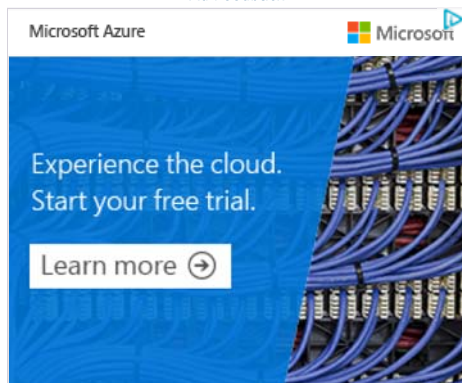 Microsoft Azure
Microsoft
Experience the cloud.
Start your free trial.
Learn more